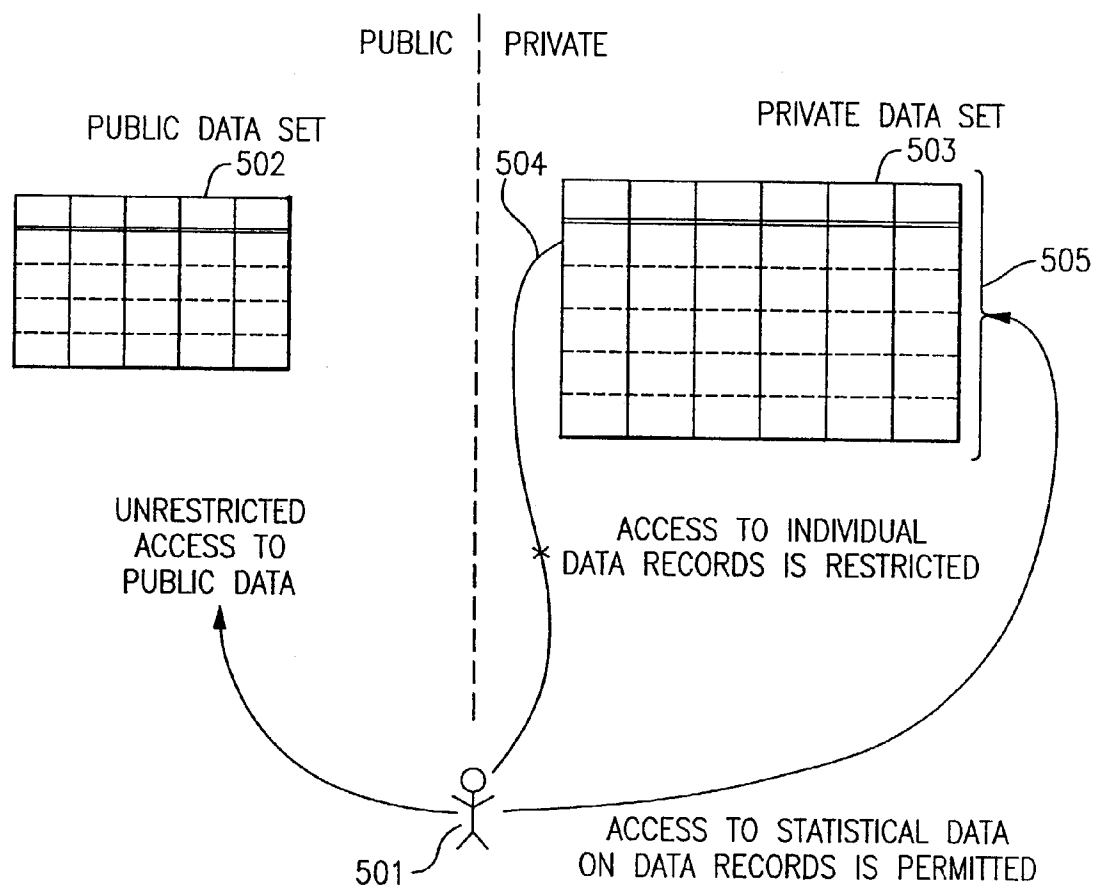 PUBLIC PRIVATE
PUBLIC DATA SET
502
PRIVATE DATA SET
503
504
505
UNRESTRICTED
ACCESS TO
PUBLIC DATA
ACCESS TO INDIVIDUAL
DATA RECORDS IS RESTRICTED
501
ACCESS TO STATISTICAL DATA
ON DATA RECORDS IS PERMITTED